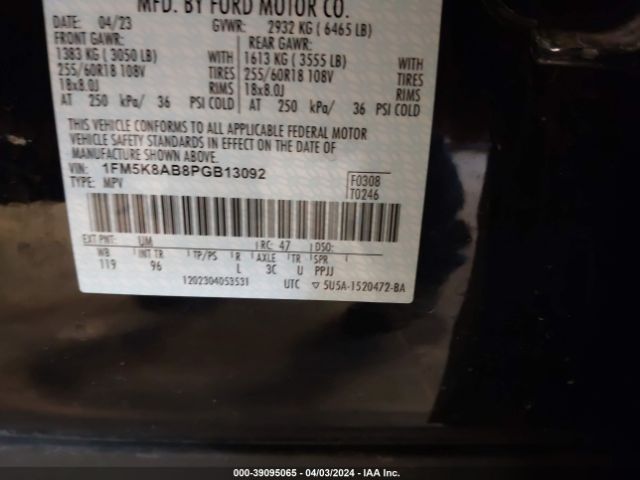 MFD. BY FORD MOTOR CO.
DATE: 04/23 GVWR: 2932 KG ( 6465 LB)
FRONT GAWR: REAR GAWR:
1383 KG ( 3050 LB) WITH 1613 KG ( 3555 LB) WITH
255/60R18 108V TIRES 255/60R18 108V TIRES
18x8.0J RIMS 18x8.0J RIMS
AT 250 kPa/ 36 PSI COLD AT 250 kPa/ 36 PSI COLD
THIS VEHICLE CONFORMS TO ALL APPLICABLE FEDERAL MOTOR
VEHICLE SAFETY STANDARDS IN EFFECT ON THE DATE OF
MANUFACTURE SHOWN ABOVE.
VIN: 1FM5K8AB8PGB13092
TYPE: MPV
F0308
T0246
EXT PNT: UM RC: 47 DSO:
WB INT TR TP/PS R AXLE TR SPR
119 96 L 3C U PPJJ
1202304053531 UTC ▽ 5U5A-1520472-BA
000-39095065 - 04/03/2024 - IAA Inc.